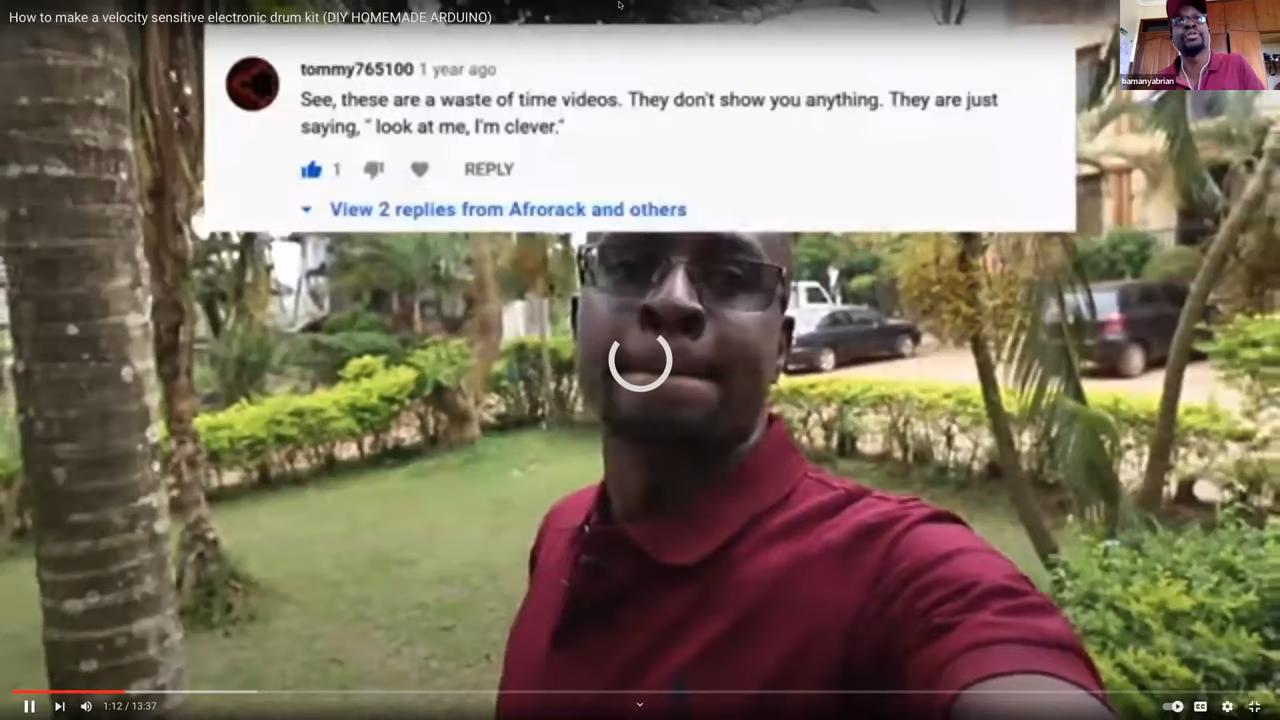 How to make a velocity sensitive electronic drum kit (DIY HOMEMADE ARDUINO)
tommy765100 1 year ago
See, these are a waste of time videos. They don't show you anything. They are just
saying, " look at me, I'm clever."
1 REPLY
View 2 replies from Afrorack and others
bamanyabrian
1:12 / 13:37
CC